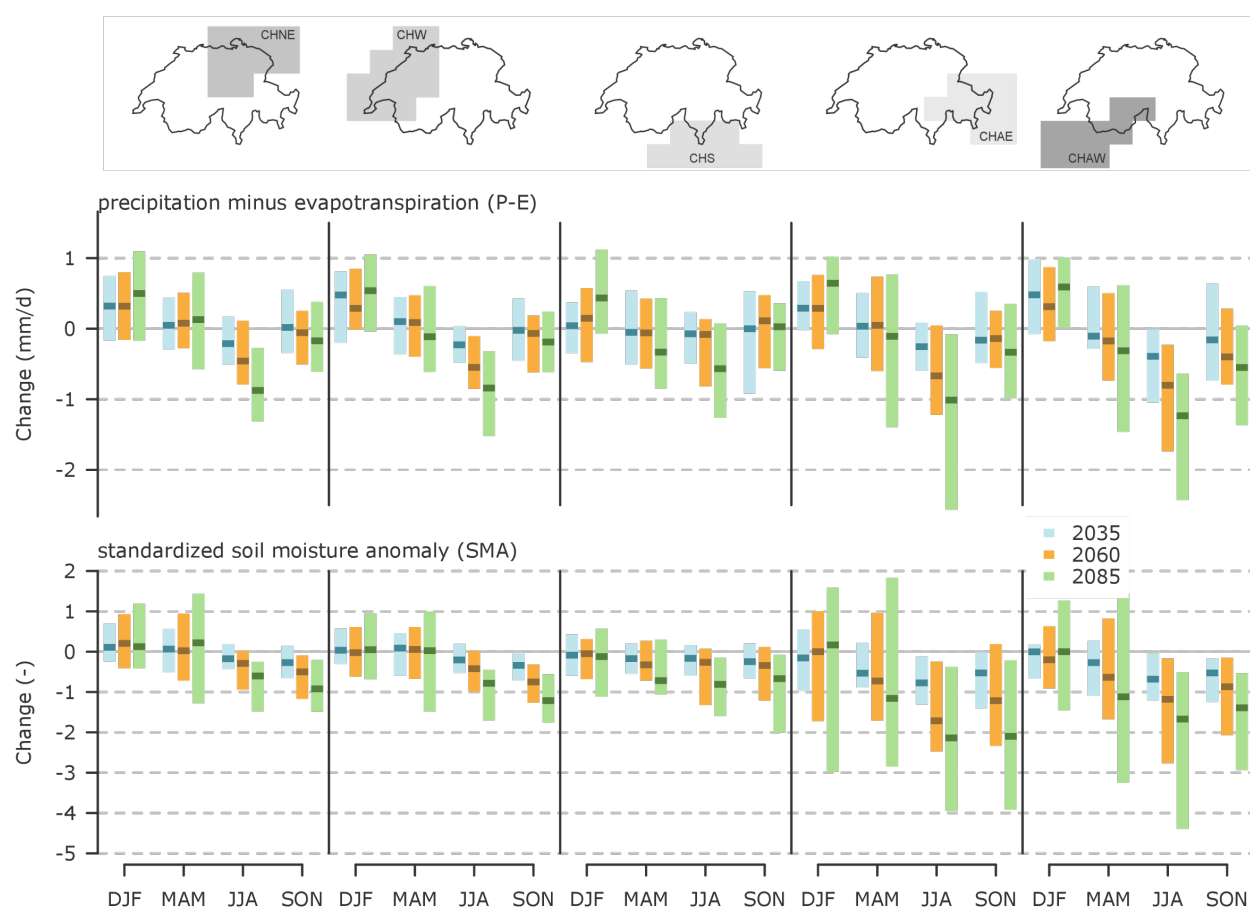 CHNE
CHW
CHS
CHAE
CHAW
precipitation minus evapotranspiration (P-E)
Change (mm/d)
1
0
-1
-2
standardized soil moisture anomaly (SMA)
2035
2060
2085
Change (-)
2
1
0
-1
-2
-3
-4
-5
DJF MAM JJA SON DJF MAM JJA SON DJF MAM JJA SON DJF MAM JJA SON DJF MAM JJA SON